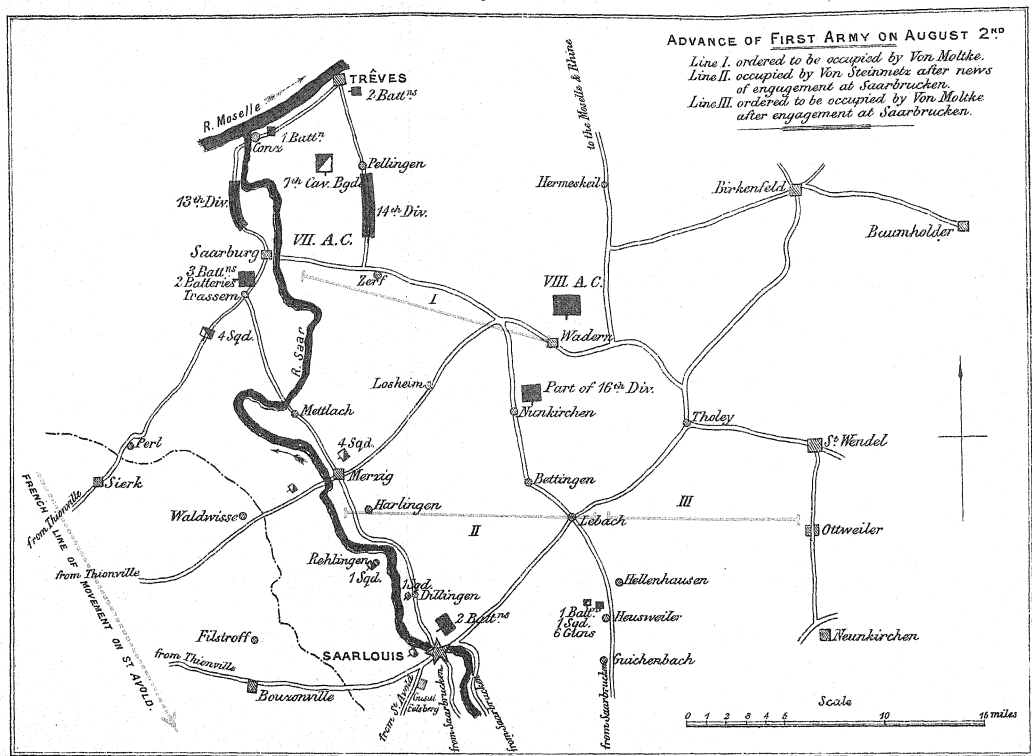 ADVANCE OF FIRST ARMY ON AUGUST 2ND
Line I. ordered to be occupied by Von Moltke.
Line II. occupied by Von Steinmetz after news
of engagement at Saarbrucken.
Line III. ordered to be occupied by Von Moltke
after engagement at Saarbrucken.
TRÊVES
2 Battns
R. Moselle
1 Battn
Conz
7th Cav. Bgd.
Pellingen
13th Div.
14th Div.
VII. A.C.
to the Moselle & Rhine
Hermeskeil
Birkenfeld
Baumholder
Saarburg
3 Battns
2 Batteries
Trassem
Zerf
I
VIII. A.C.
Wadern
4 Sqd.
R. Saar
Losheim
Part of 16th Div.
Nunkirchen
Mettlach
Tholey
St Wendel
Perl
4 Sqd.
Merzig
Sierk
from Thionville
Bettingen
Harlingen
Waldwisse
II
Lebach
III
Ottweiler
FRENCH LINE OF MOVEMENT ON ST AVOLD.
from Thionville
Rehlingen
1 Sqd.
1 Sqd.
Dillingen
Hellenhausen
1 Battn
1 Sqd.
6 Guns
Heusweiler
2 Battns
Filstroff
SAARLOUIS
Neunkirchen
from Thionville
Guichenbach
Bouzonville
from St Avold
from Saarbrucken
from Saarbrucken
from Saarbrucken
Scale
0 1 2 3 4 5 10 15 miles